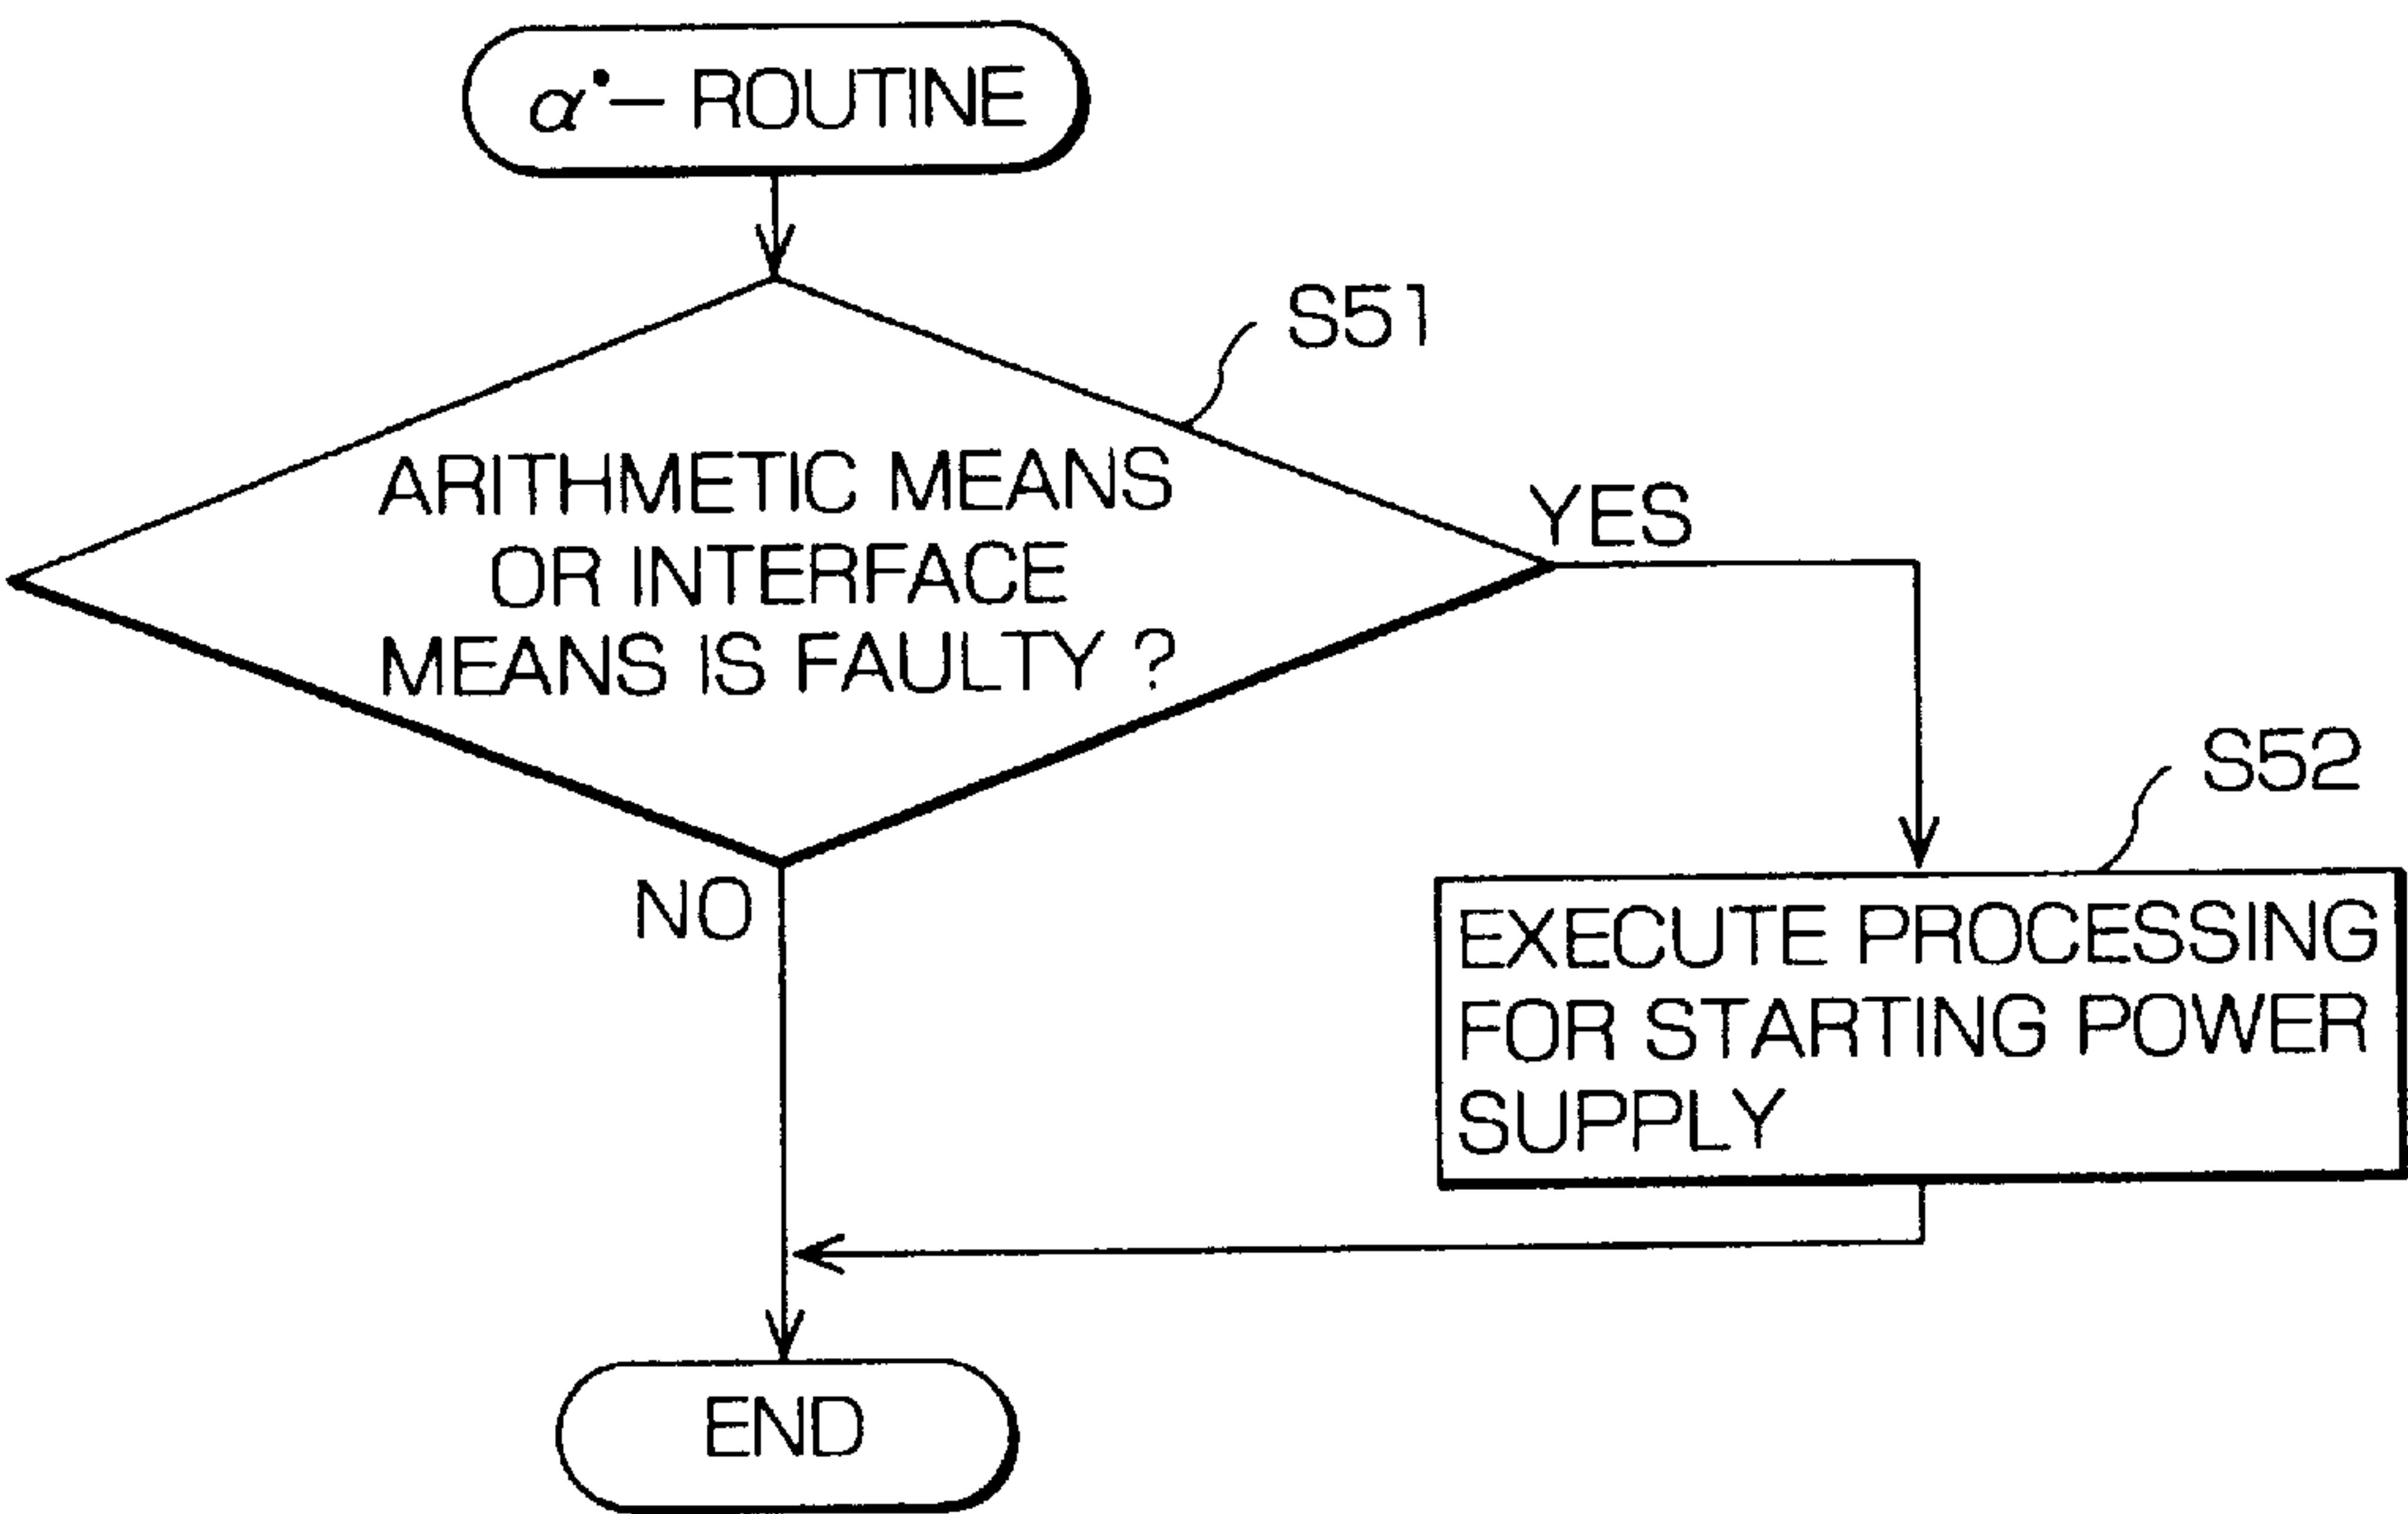 α'– ROUTINE
S51
ARITHMETIC MEANS
OR INTERFACE
MEANS IS FAULTY ?
YES
NO
S52
EXECUTE PROCESSING
FOR STARTING POWER
SUPPLY
END